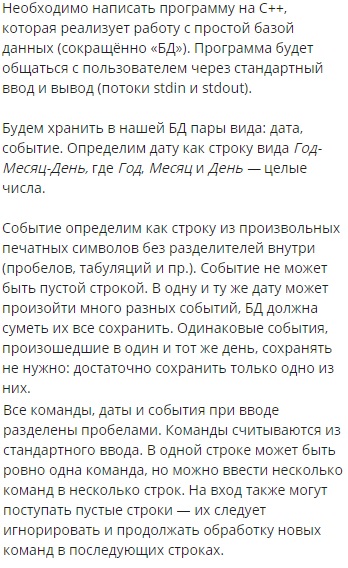 Необходимо написать программу на C++,
которая реализует работу с простой базой
данных (сокращённо «БД»). Программа будет
общаться с пользователем через стандартный
ввод и вывод (потоки stdin и stdout).
Будем хранить в нашей БД пары вида: дата,
событие. Определим дату как строку вида Год-
Месяц-День, где Год, Месяц и День — целые
числа.
Событие определим как строку из произвольных
печатных символов без разделителей внутри
(пробелов, табуляций и пр.). Событие не может
быть пустой строкой. В одну и ту же дату может
произойти много разных событий, БД должна
суметь их все сохранить. Одинаковые события,
произошедшие в один и тот же день, сохранять
не нужно: достаточно сохранить только одно из
них.
Все команды, даты и события при вводе
разделены пробелами. Команды считываются из
стандартного ввода. В одной строке может быть
ровно одна команда, но можно ввести несколько
команд в несколько строк. На вход также могут
поступать пустые строки — их следует
игнорировать и продолжать обработку новых
команд в последующих строках.